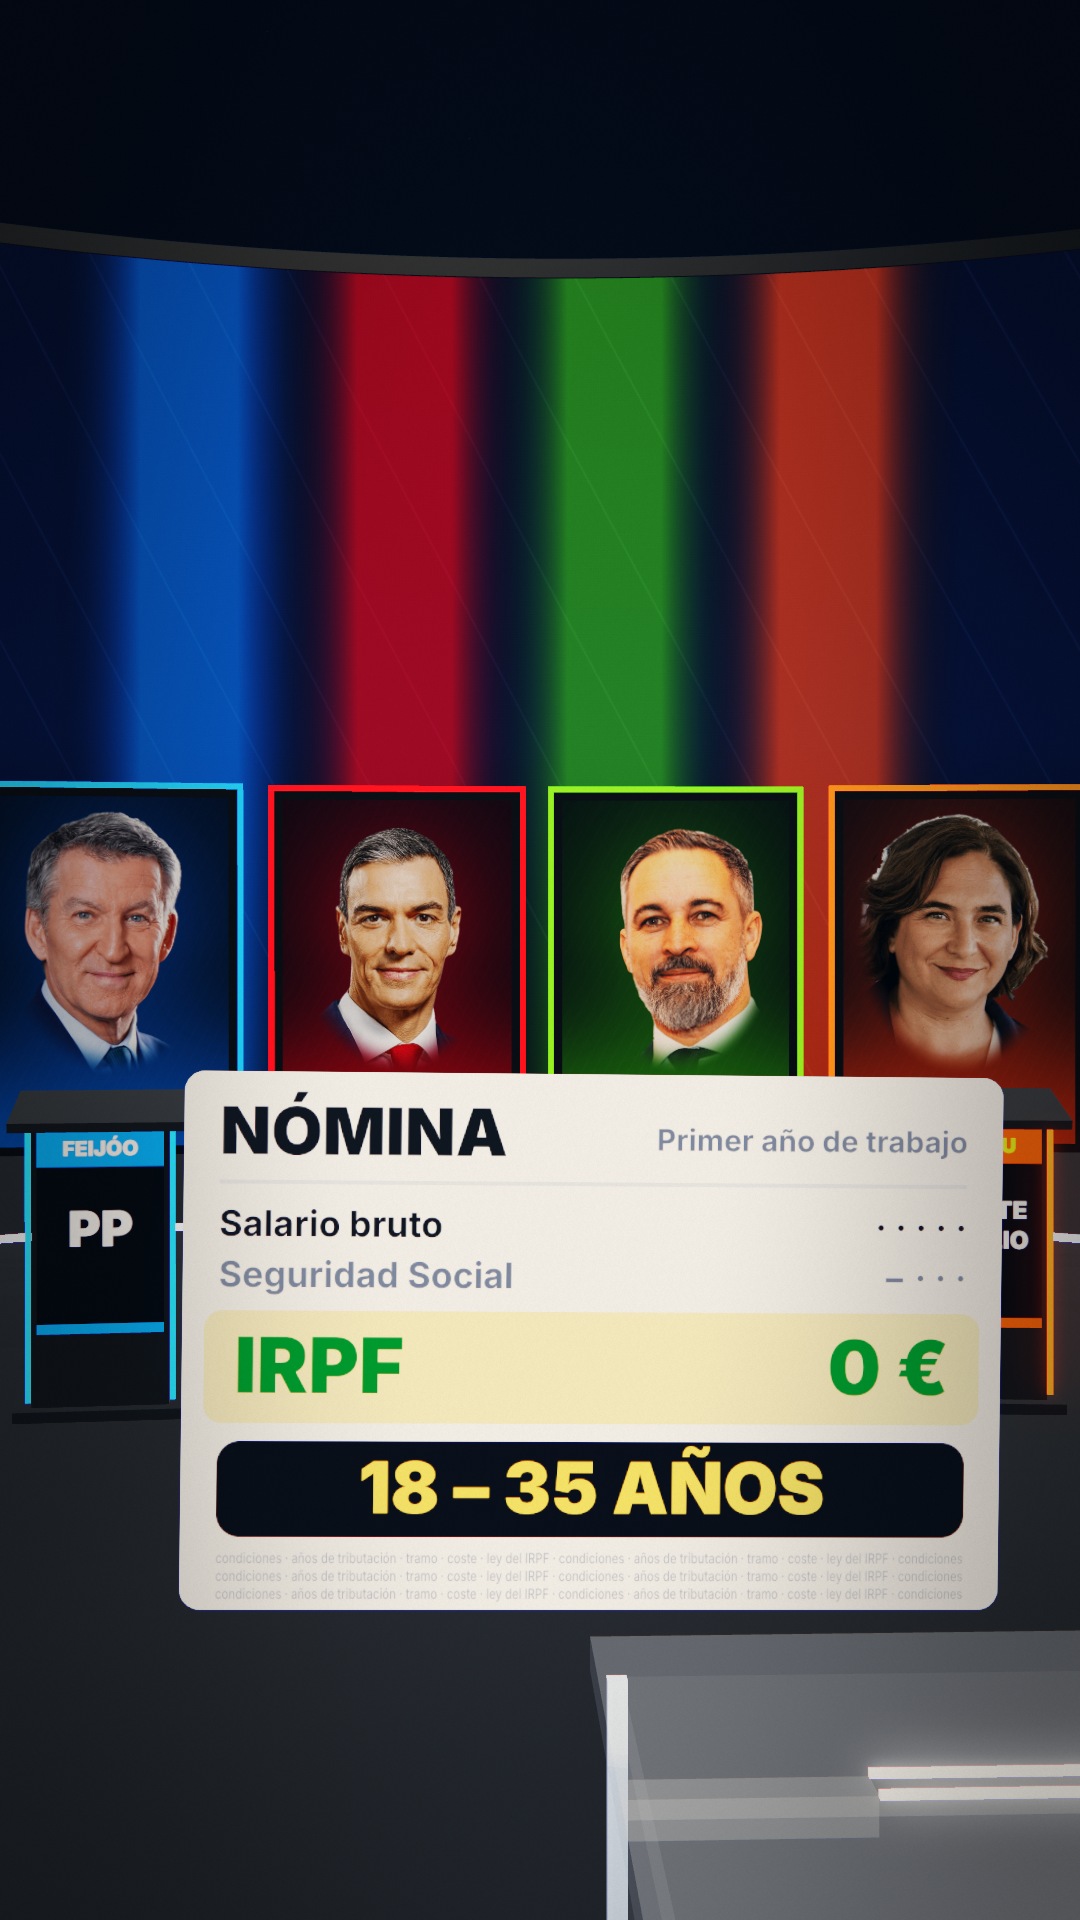 FEIJÓO
PP
U
TE
IO
NÓMINA
Primer año de trabajo
Salario bruto · · · · ·
Seguridad Social – · · ·
IRPF 0 €
18 – 35 AÑOS
condiciones · años de tributación · tramo · coste · ley del IRPF · condiciones · años de tributación · tramo · coste · ley del IRPF · condiciones
condiciones · años de tributación · tramo · coste · ley del IRPF · condiciones · años de tributación · tramo · coste · ley del IRPF · condiciones
condiciones · años de tributación · tramo · coste · ley del IRPF · condiciones · años de tributación · tramo · coste · ley del IRPF · condiciones